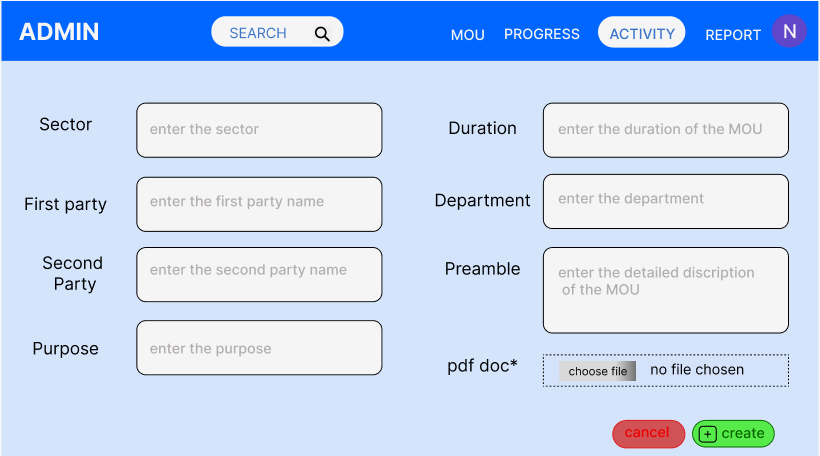 ADMIN
SEARCH
MOU
PROGRESS
ACTIVITY
REPORT
N
Sector
enter the sector
Duration
enter the duration of the MOU
First party
enter the first party name
Department
enter the department
Second
Party
enter the second party name
Preamble
enter the detailed discription
of the MOU
Purpose
enter the purpose
pdf doc*
choose file
no file chosen
cancel
create